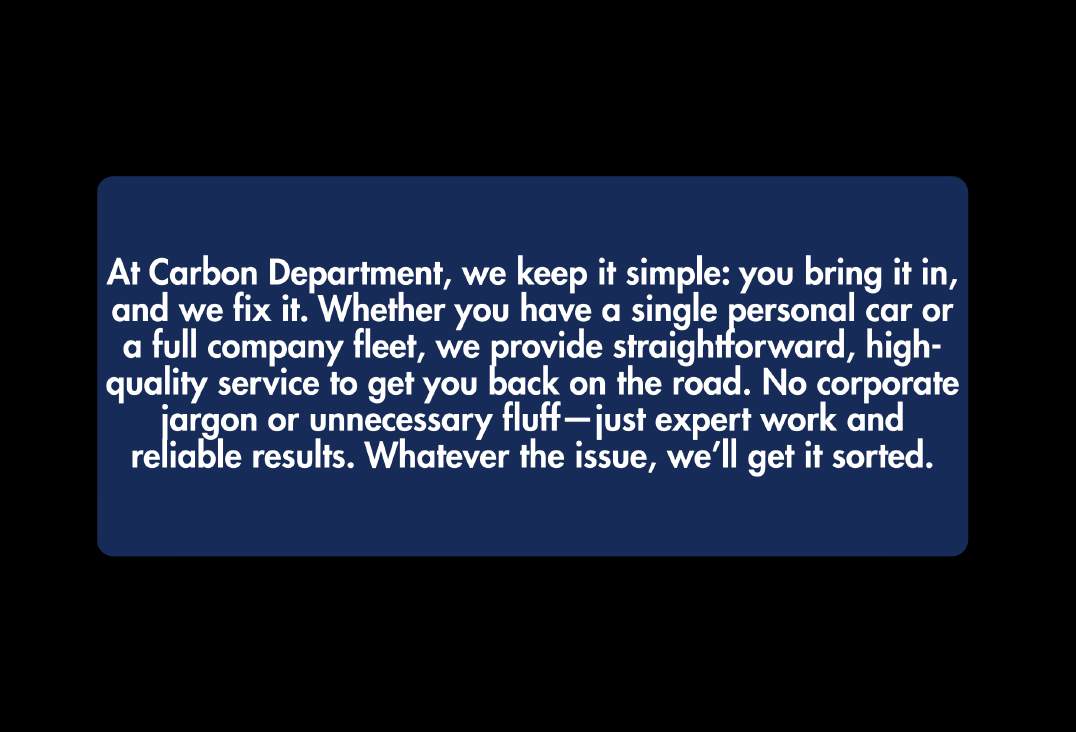 At Carbon Department, we keep it simple: you bring it in,
and we fix it. Whether you have a single personal car or
a full company fleet, we provide straightforward, high-
quality service to get you back on the road. No corporate
jargon or unnecessary fluff—just expert work and
reliable results. Whatever the issue, we’ll get it sorted.